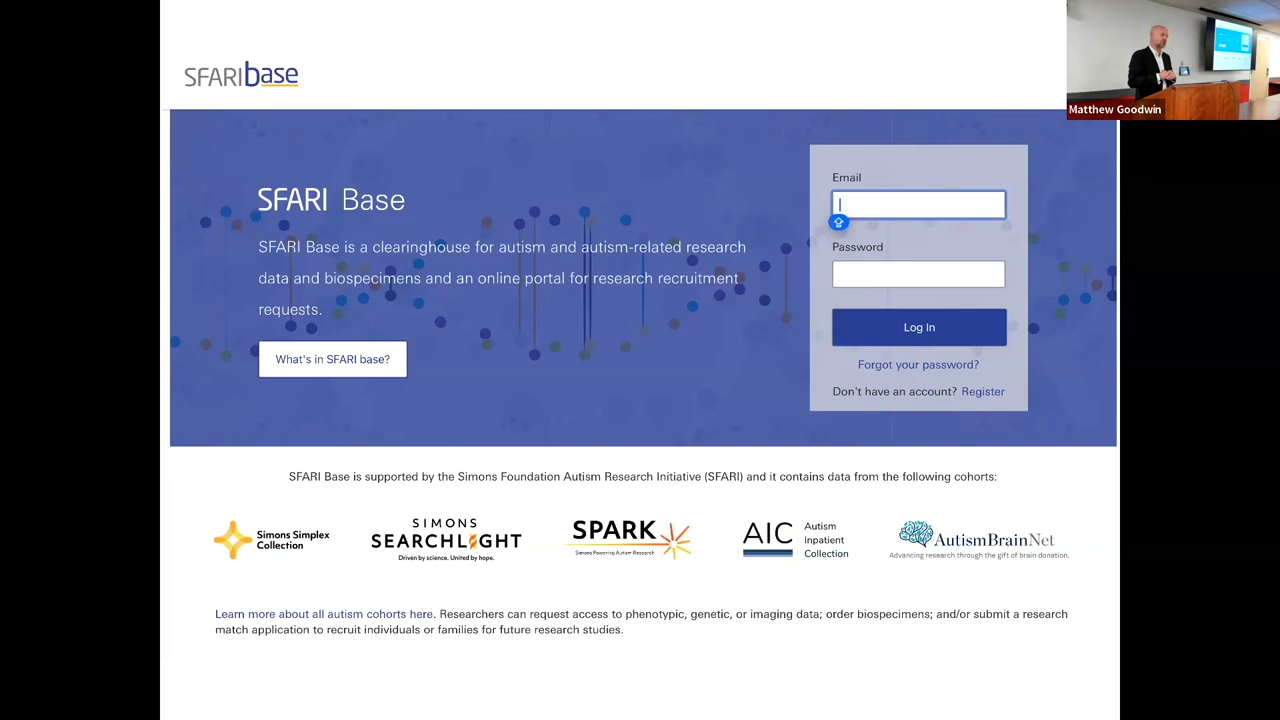 SFARI base
Matthew Goodwin
SFARI Base
SFARI Base is a clearinghouse for autism and autism-related research
data and biospecimens and an online portal for research recruitment
requests.
What's in SFARI base?
Email
Password
Log In
Forgot your password?
Don't have an account? Register
SFARI Base is supported by the Simons Foundation Autism Research Initiative (SFARI) and it contains data from the following cohorts:
Simons Simplex
Collection
SIMONS
SEARCHLIGHT
Driven by science. United by hope.
SPARK
Simons Powering Autism Research
AIC
Autism
Inpatient
Collection
AutismBrainNet
Advancing research through the gift of brain donation.
Learn more about all autism cohorts here. Researchers can request access to phenotypic, genetic, or imaging data; order biospecimens; and/or submit a research
match application to recruit individuals or families for future research studies.